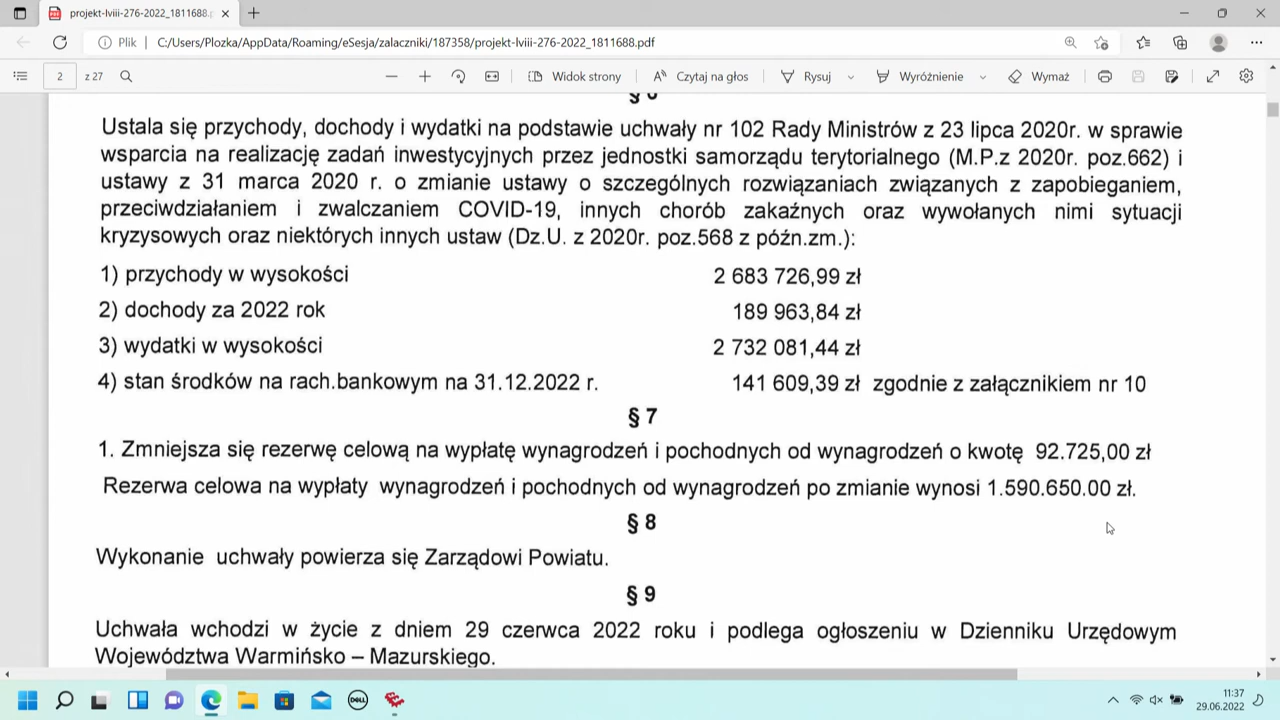 projekt-lviii-276-2022_1811688.p
Plik | C:/Users/Plozka/AppData/Roaming/eSesja/zalaczniki/187358/projekt-lviii-276-2022_1811688.pdf
2 z 27 Widok strony Czytaj na głos Rysuj Wyróżnienie Wymaż
§ 6
Ustala się przychody, dochody i wydatki na podstawie uchwały nr 102 Rady Ministrów z 23 lipca 2020r. w sprawie
wsparcia na realizację zadań inwestycyjnych przez jednostki samorządu terytorialnego (M.P.z 2020r. poz.662) i
ustawy z 31 marca 2020 r. o zmianie ustawy o szczególnych rozwiązaniach związanych z zapobieganiem,
przeciwdziałaniem i zwalczaniem COVID-19, innych chorób zakaźnych oraz wywołanych nimi sytuacji
kryzysowych oraz niektórych innych ustaw (Dz.U. z 2020r. poz.568 z późn.zm.):
1) przychody w wysokości 2 683 726,99 zł
2) dochody za 2022 rok 189 963,84 zł
3) wydatki w wysokości 2 732 081,44 zł
4) stan środków na rach.bankowym na 31.12.2022 r. 141 609,39 zł zgodnie z załącznikiem nr 10
§ 7
1. Zmniejsza się rezerwę celową na wypłatę wynagrodzeń i pochodnych od wynagrodzeń o kwotę 92.725,00 zł
Rezerwa celowa na wypłaty wynagrodzeń i pochodnych od wynagrodzeń po zmianie wynosi 1.590.650.00 zł.
§ 8
Wykonanie uchwały powierza się Zarządowi Powiatu.
§ 9
Uchwała wchodzi w życie z dniem 29 czerwca 2022 roku i podlega ogłoszeniu w Dzienniku Urzędowym
Województwa Warmińsko – Mazurskiego.
DELL
11:37
29.06.2022